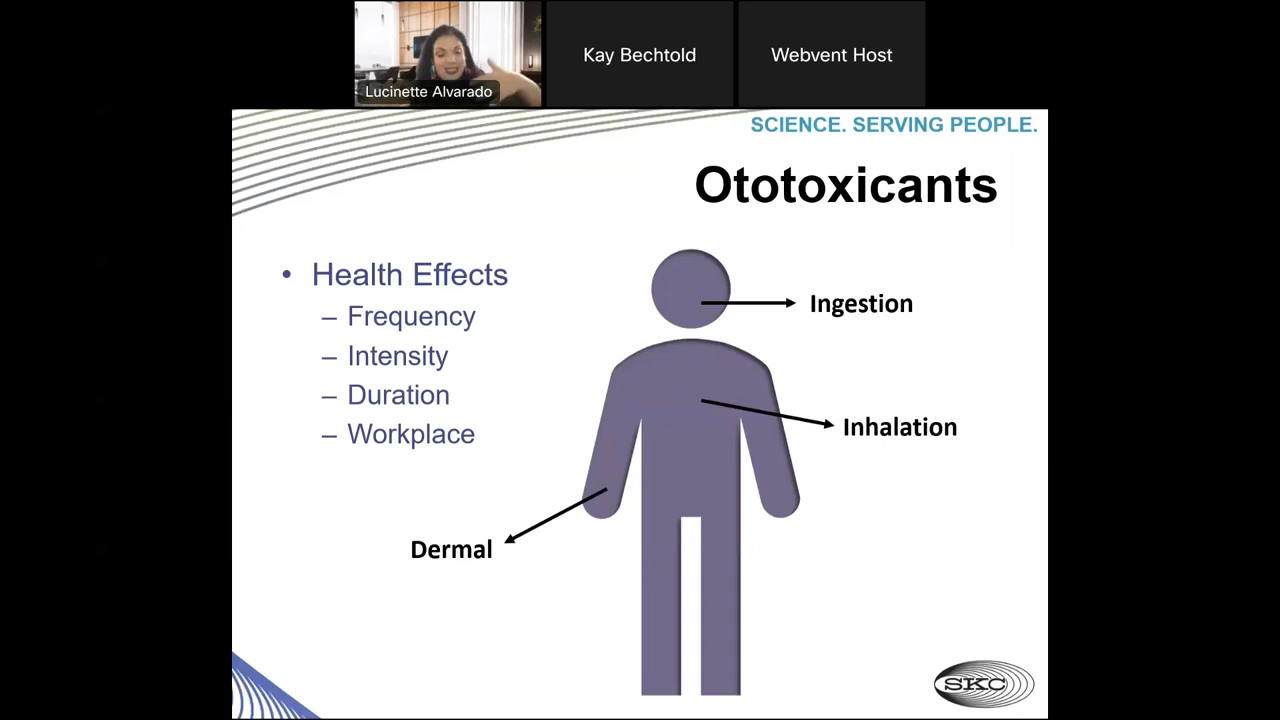 Lucinette Alvarado
Kay Bechtold
Webvent Host
SCIENCE. SERVING PEOPLE.
Ototoxicants
• Health Effects
– Frequency
– Intensity
– Duration
– Workplace
Ingestion
Inhalation
Dermal
SKC